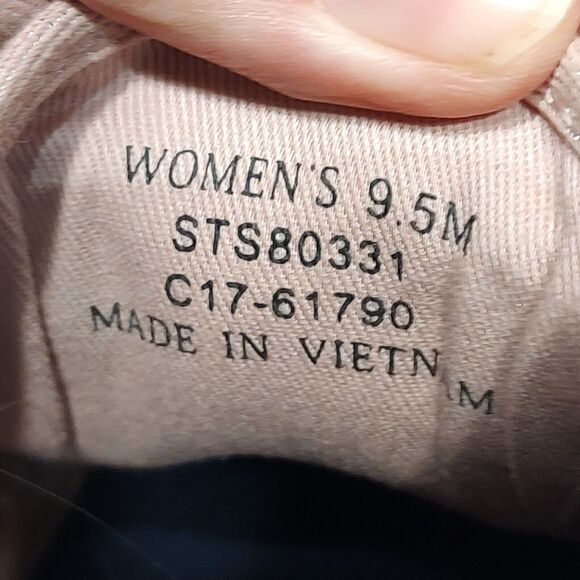 WOMEN'S 9.5M
STS80331
C17-61790
MADE IN VIETNAM